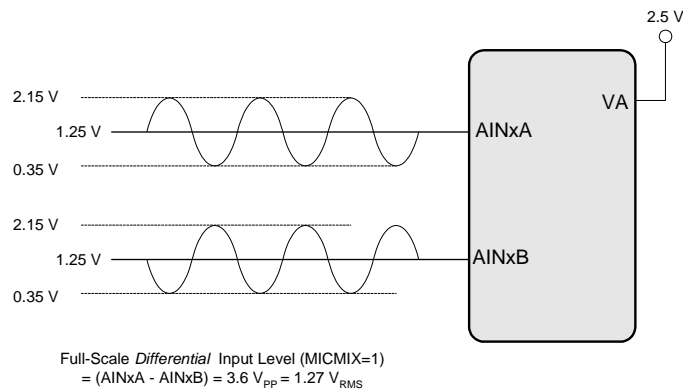 2.5 V
VA
2.15 V
1.25 V
AINxA
0.35 V
2.15 V
1.25 V
AINxB
0.35 V
Full-Scale Differential Input Level (MICMIX=1)
= (AINxA - AINxB) = 3.6 VPP = 1.27 VRMS